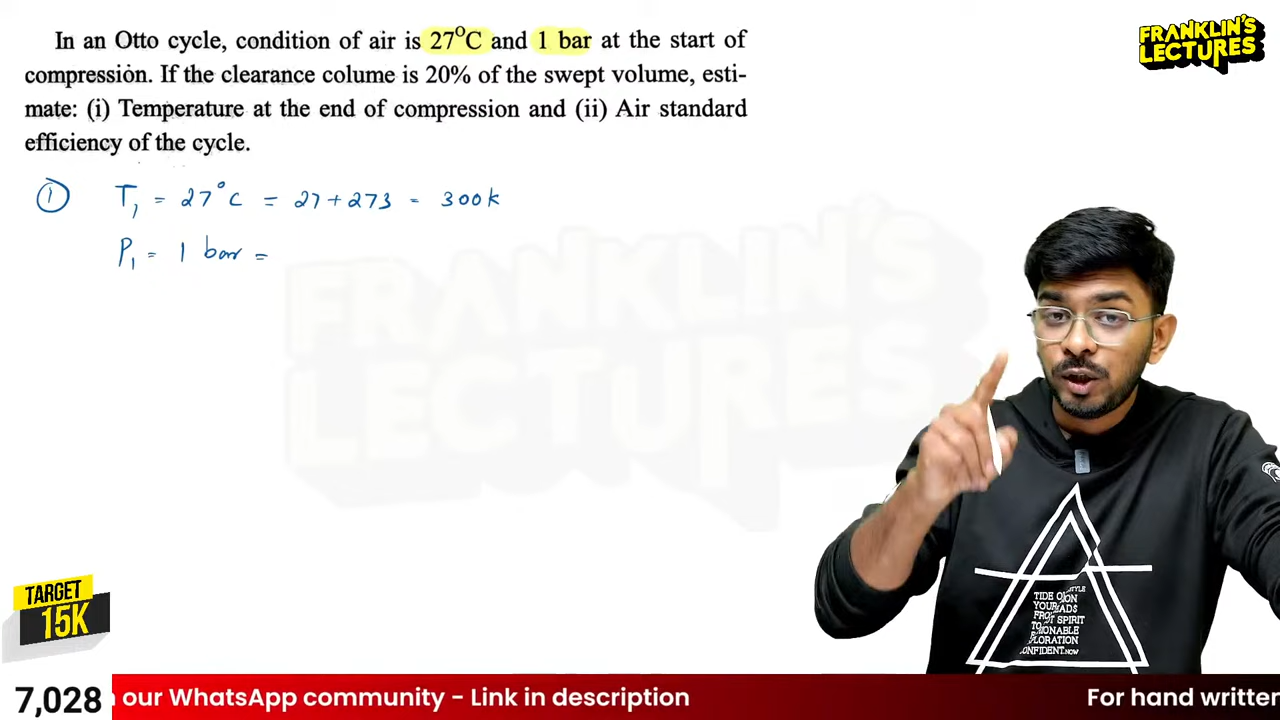 In an Otto cycle, condition of air is 27°C and 1 bar at the start of
compression. If the clearance colume is 20% of the swept volume, esti-
mate: (i) Temperature at the end of compression and (ii) Air standard
efficiency of the cycle.
FRANKLIN'S
LECTURES
① T₁ = 27°C = 27+273 = 300k
P₁ = 1 bar =
FRANKLIN'S
LECTURES
TARGET
15K
7,028
our WhatsApp community - Link in description
For hand written